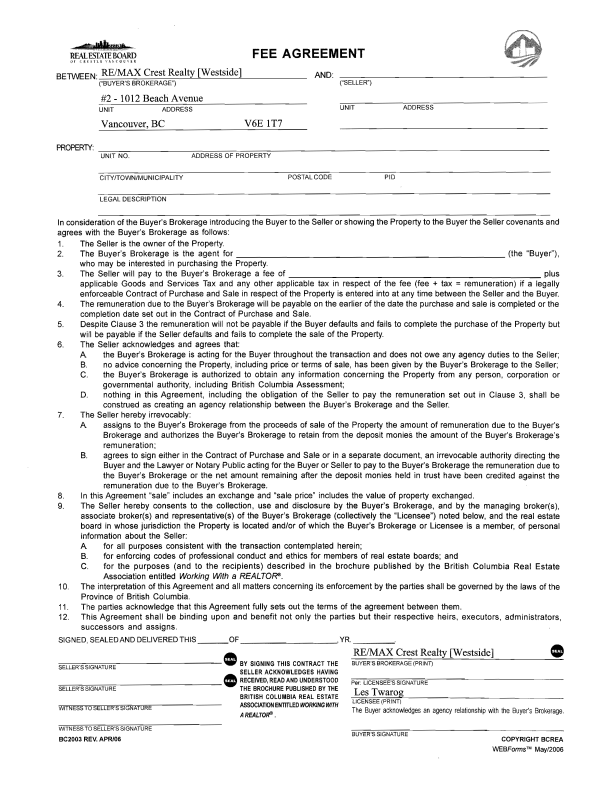 REAL ESTATE BOARD
OF GREATER VANCOUVER
FEE AGREEMENT
BETWEEN: RE/MAX Crest Realty [Westside] AND:
("BUYER'S BROKERAGE") ("SELLER")
#2 - 1012 Beach Avenue
UNIT ADDRESS UNIT ADDRESS
Vancouver, BC V6E 1T7
PROPERTY:
UNIT NO. ADDRESS OF PROPERTY
CITY/TOWN/MUNICIPALITY POSTAL CODE PID
LEGAL DESCRIPTION
In consideration of the Buyer's Brokerage introducing the Buyer to the Seller or showing the Property to the Buyer the Seller covenants and
agrees with the Buyer's Brokerage as follows:
1. The Seller is the owner of the Property.
2. The Buyer's Brokerage is the agent for (the "Buyer"),
who may be interested in purchasing the Property.
3. The Seller will pay to the Buyer's Brokerage a fee of plus
applicable Goods and Services Tax and any other applicable tax in respect of the fee (fee + tax = remuneration) if a legally
enforceable Contract of Purchase and Sale in respect of the Property is entered into at any time between the Seller and the Buyer.
4. The remuneration due to the Buyer's Brokerage will be payable on the earlier of the date the purchase and sale is completed or the
completion date set out in the Contract of Purchase and Sale.
5. Despite Clause 3 the remuneration will not be payable if the Buyer defaults and fails to complete the purchase of the Property but
will be payable if the Seller defaults and fails to complete the sale of the Property.
6. The Seller acknowledges and agrees that:
A. the Buyer's Brokerage is acting for the Buyer throughout the transaction and does not owe any agency duties to the Seller;
B. no advice concerning the Property, including price or terms of sale, has been given by the Buyer's Brokerage to the Seller;
C. the Buyer's Brokerage is authorized to obtain any information concerning the Property from any person, corporation or
governmental authority, including British Columbia Assessment;
D. nothing in this Agreement, including the obligation of the Seller to pay the remuneration set out in Clause 3, shall be
construed as creating an agency relationship between the Buyer's Brokerage and the Seller.
7. The Seller hereby irrevocably:
A. assigns to the Buyer's Brokerage from the proceeds of sale of the Property the amount of remuneration due to the Buyer's
Brokerage and authorizes the Buyer's Brokerage to retain from the deposit monies the amount of the Buyer's Brokerage's
remuneration;
B. agrees to sign either in the Contract of Purchase and Sale or in a separate document, an irrevocable authority directing the
Buyer and the Lawyer or Notary Public acting for the Buyer or Seller to pay to the Buyer's Brokerage the remuneration due to
the Buyer's Brokerage or the net amount remaining after the deposit monies held in trust have been credited against the
remuneration due to the Buyer's Brokerage.
8. In this Agreement "sale" includes an exchange and "sale price" includes the value of property exchanged.
9. The Seller hereby consents to the collection, use and disclosure by the Buyer's Brokerage, and by the managing broker(s),
associate broker(s) and representative(s) of the Buyer's Brokerage (collectively the "Licensee") noted below, and the real estate
board in whose jurisdiction the Property is located and/or of which the Buyer's Brokerage or Licensee is a member, of personal
information about the Seller:
A. for all purposes consistent with the transaction contemplated herein;
B. for enforcing codes of professional conduct and ethics for members of real estate boards; and
C. for the purposes (and to the recipients) described in the brochure published by the British Columbia Real Estate
Association entitled Working With a REALTOR®.
10. The interpretation of this Agreement and all matters concerning its enforcement by the parties shall be governed by the laws of the
Province of British Columbia.
11. The parties acknowledge that this Agreement fully sets out the terms of the agreement between them.
12. This Agreement shall be binding upon and benefit not only the parties but their respective heirs, executors, administrators,
successors and assigns.
SIGNED, SEALED AND DELIVERED THIS OF , YR. .
SEAL
SELLER'S SIGNATURE
SEAL
SELLER'S SIGNATURE
WITNESS TO SELLER'S SIGNATURE
WITNESS TO SELLER'S SIGNATURE
BC2003 REV. APR/06
BY SIGNING THIS CONTRACT THE
SELLER ACKNOWLEDGES HAVING
RECEIVED, READ AND UNDERSTOOD
THE BROCHURE PUBLISHED BY THE
BRITISH COLUMBIA REAL ESTATE
ASSOCIATION ENTITLED WORKING WITH
A REALTOR®.
RE/MAX Crest Realty [Westside] SEAL
BUYER'S BROKERAGE (PRINT)
Per: LICENSEE'S SIGNATURE
Les Twarog
LICENSEE (PRINT)
The Buyer acknowledges an agency relationship with the Buyer's Brokerage.
BUYER'S SIGNATURE
COPYRIGHT BCREA
WEBForms™ May/2006